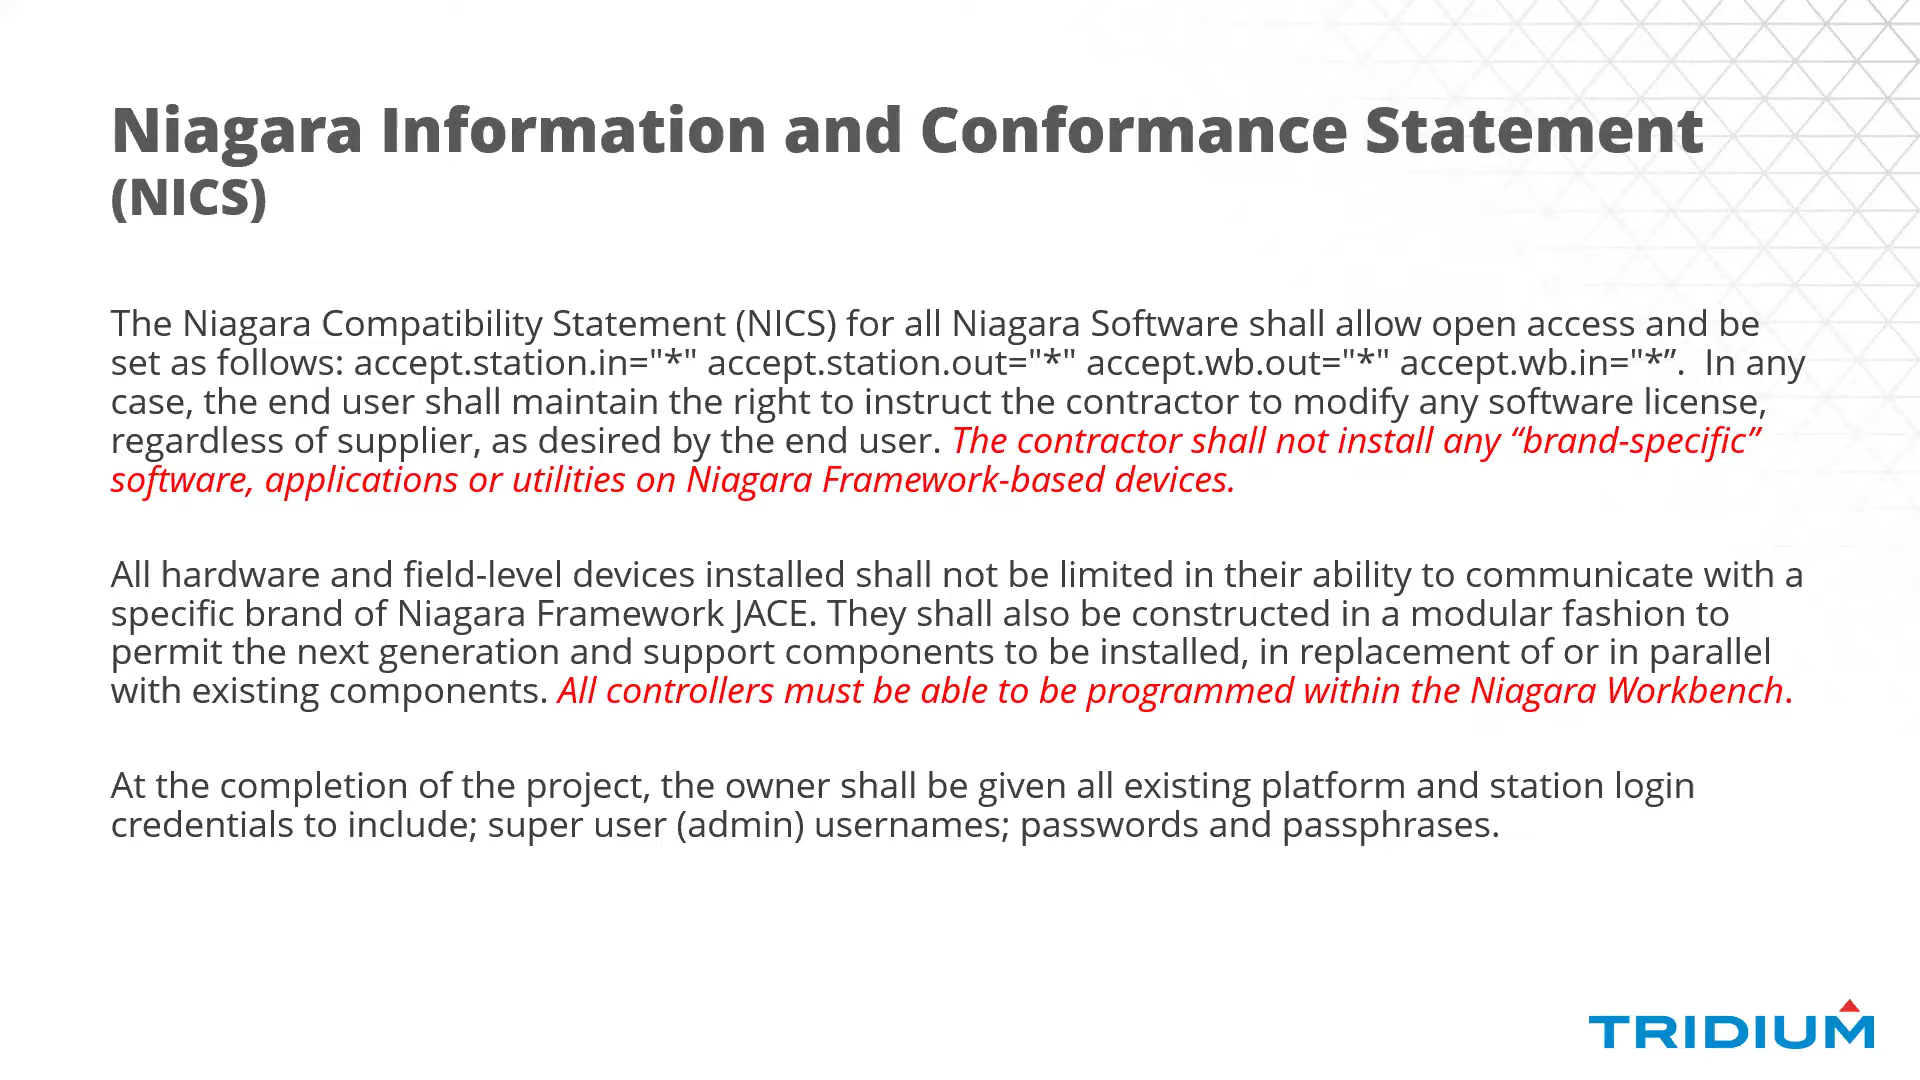 Niagara Information and Conformance Statement
(NICS)
The Niagara Compatibility Statement (NICS) for all Niagara Software shall allow open access and be
set as follows: accept.station.in="*" accept.station.out="*" accept.wb.out="*" accept.wb.in="*”.  In any
case, the end user shall maintain the right to instruct the contractor to modify any software license,
regardless of supplier, as desired by the end user. The contractor shall not install any “brand-specific”
software, applications or utilities on Niagara Framework-based devices.
All hardware and field-level devices installed shall not be limited in their ability to communicate with a
specific brand of Niagara Framework JACE. They shall also be constructed in a modular fashion to
permit the next generation and support components to be installed, in replacement of or in parallel
with existing components. All controllers must be able to be programmed within the Niagara Workbench.
At the completion of the project, the owner shall be given all existing platform and station login
credentials to include; super user (admin) usernames; passwords and passphrases.
TRIDIUM